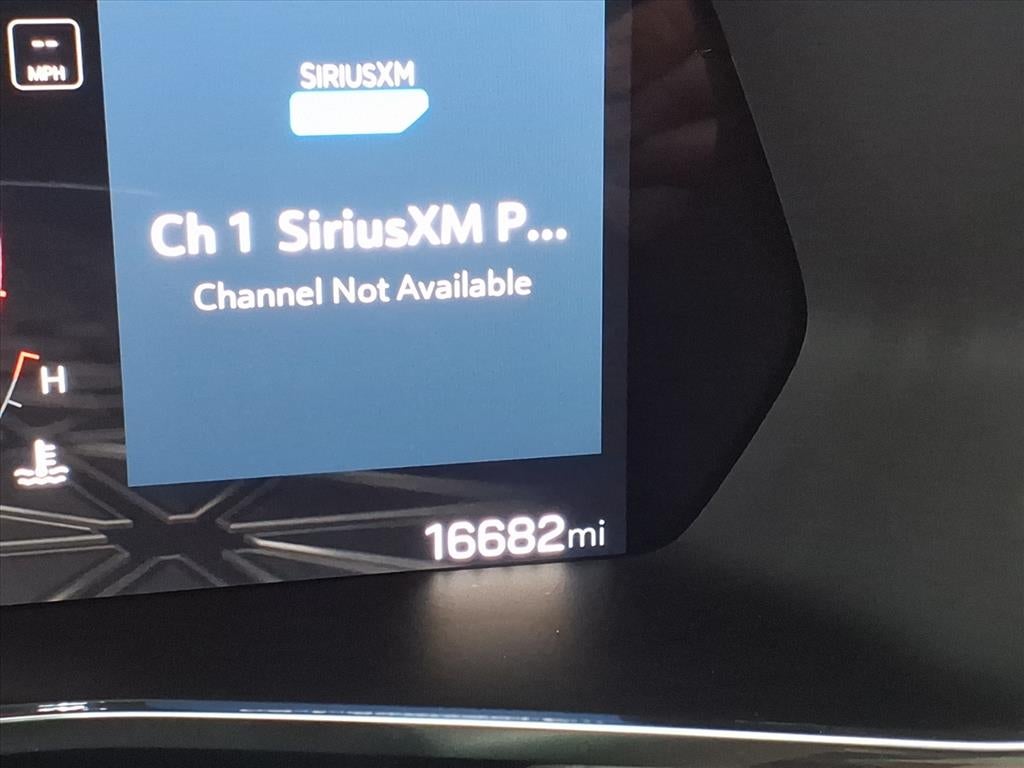 --
MPH
SIRIUSXM
Ch 1 SiriusXM P...
Channel Not Available
H
16682mi